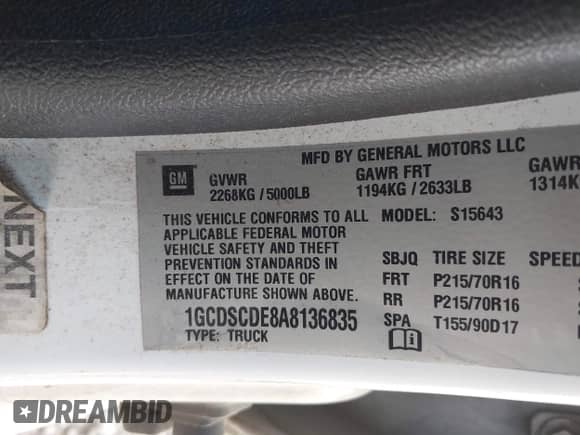 MFD BY GENERAL MOTORS LLC
GM
GVWR GAWR FRT GAWR
2268KG / 5000LB 1194KG / 2633LB 1314K
THIS VEHICLE CONFORMS TO ALL MODEL: S15643
APPLICABLE FEDERAL MOTOR
VEHICLE SAFETY AND THEFT
PREVENTION STANDARDS IN SBJQ TIRE SIZE SPEED
EFFECT ON THE DATE OF FRT P215/70R16
MANUFACTURE SHOWN ABOVE. RR P215/70R16
1GCDSCDE8A8136835 SPA T155/90D17
TYPE: TRUCK
NEXT
DREAMBID